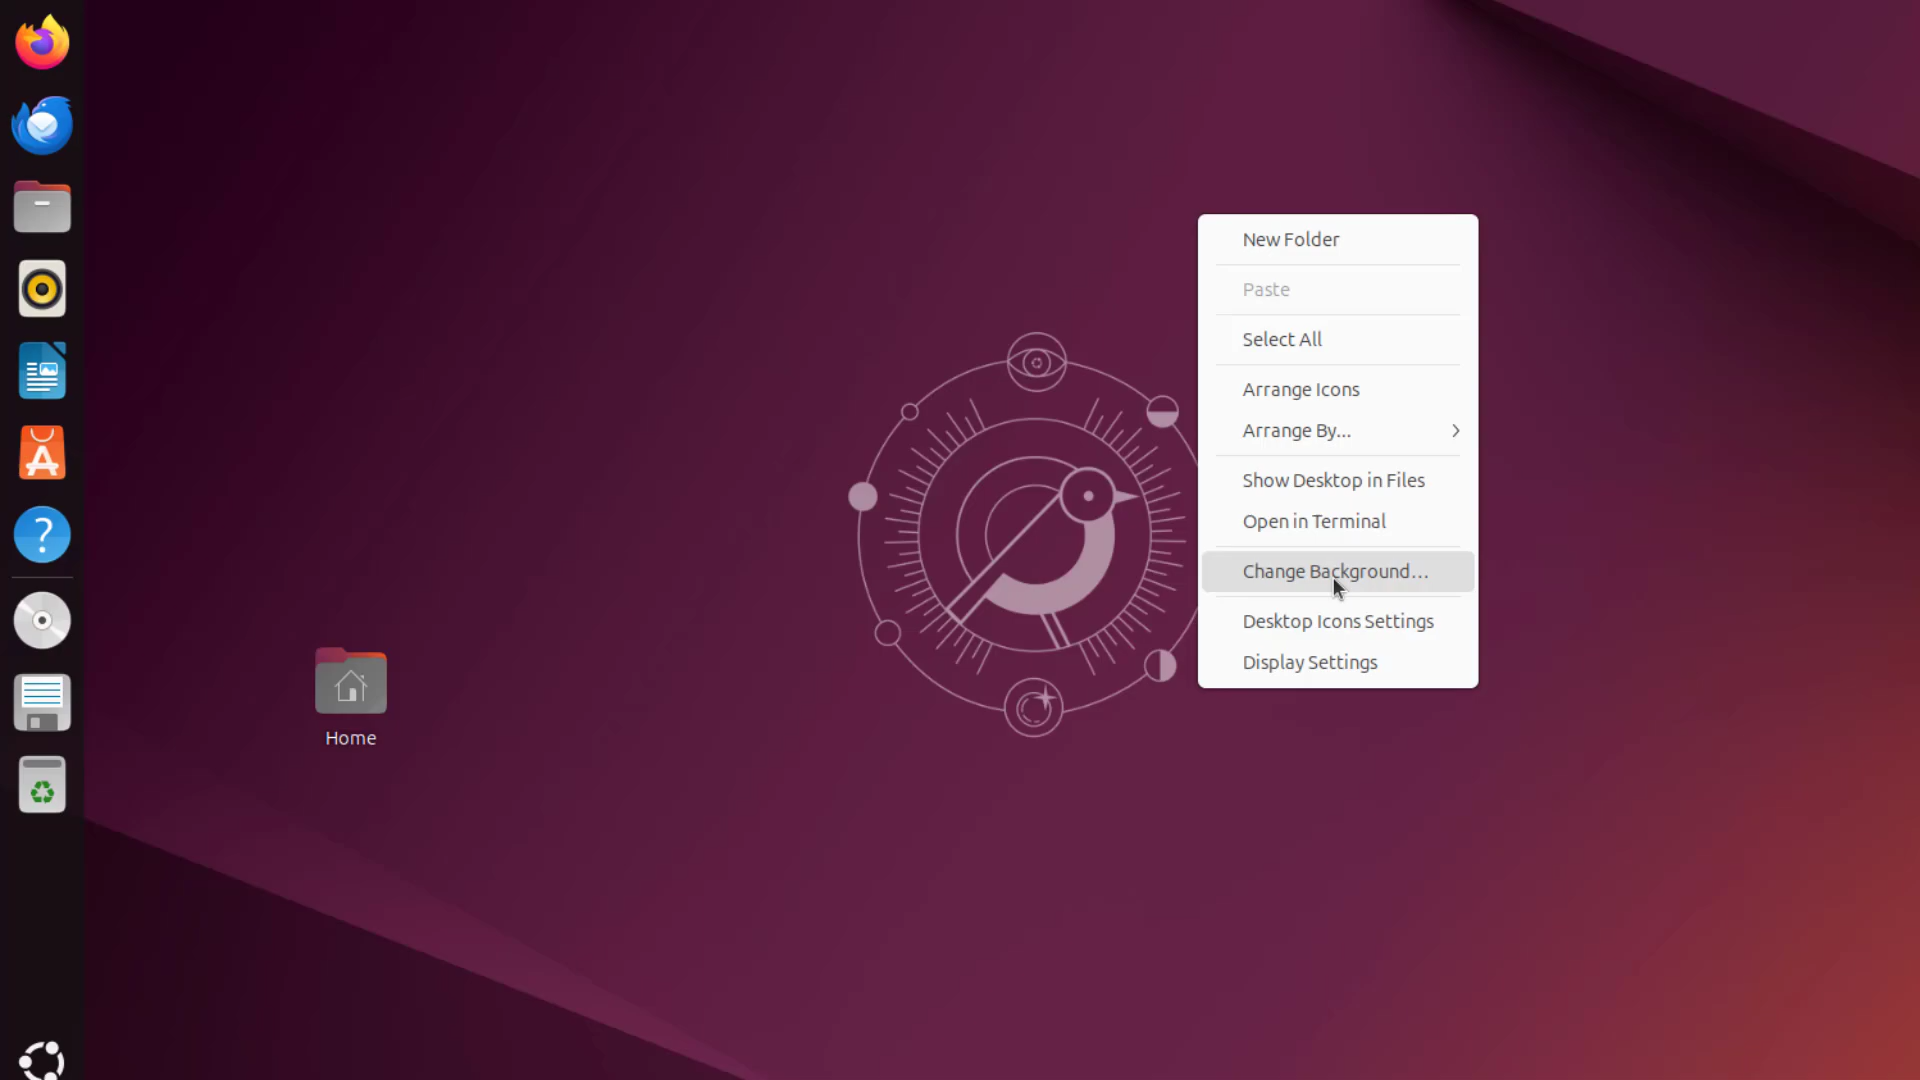 New Folder
Paste
Select All
Arrange Icons
Arrange By...
Show Desktop in Files
Open in Terminal
Change Background…
Desktop Icons Settings
Display Settings
Home